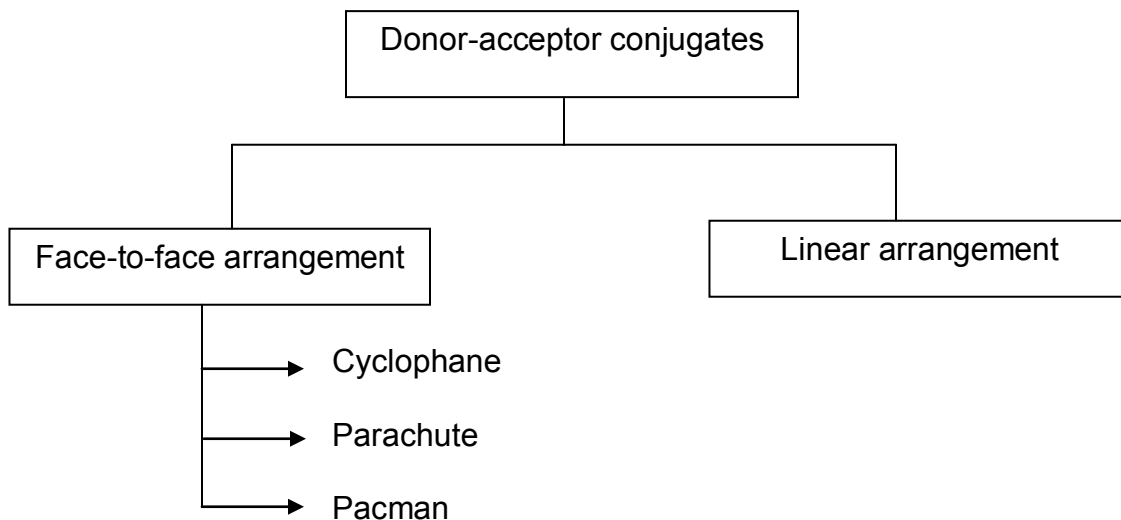 Donor-acceptor conjugates
Face-to-face arrangement
Linear arrangement
Cyclophane
Parachute
Pacman